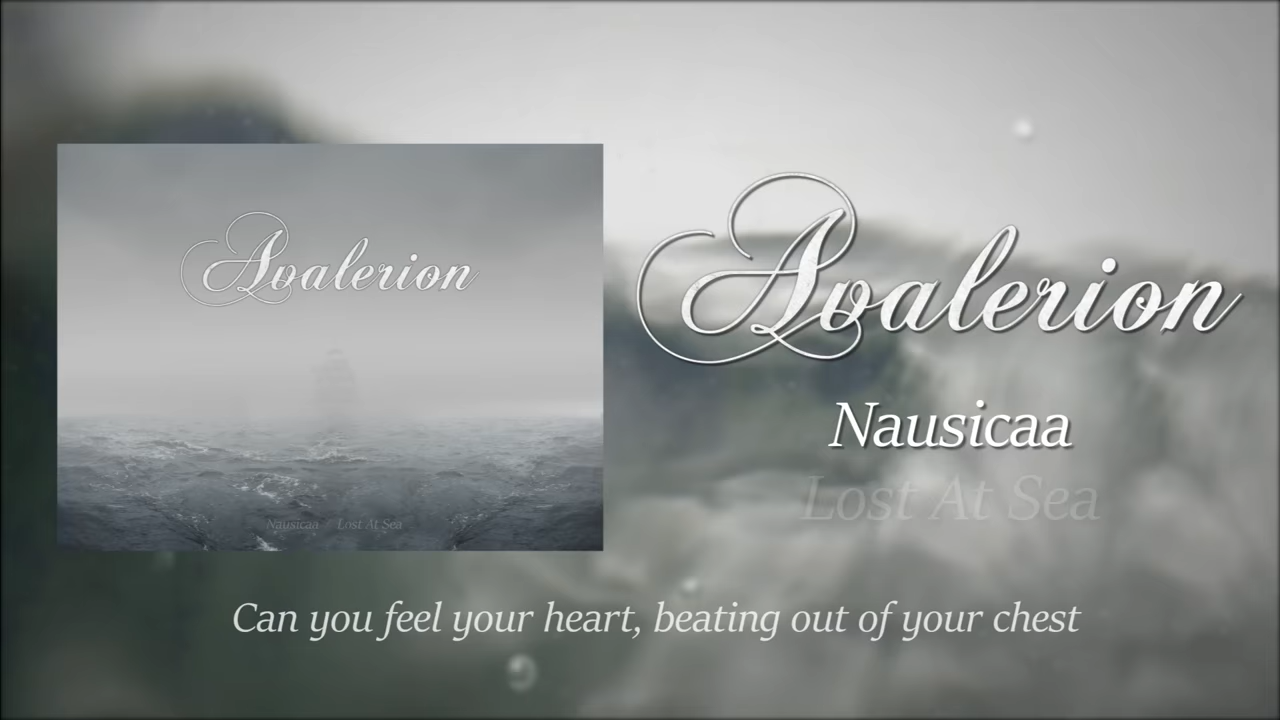 Avalerion
Nausicaa / Lost At Sea
Avalerion
Nausicaa
Lost At Sea
Can you feel your heart, beating out of your chest